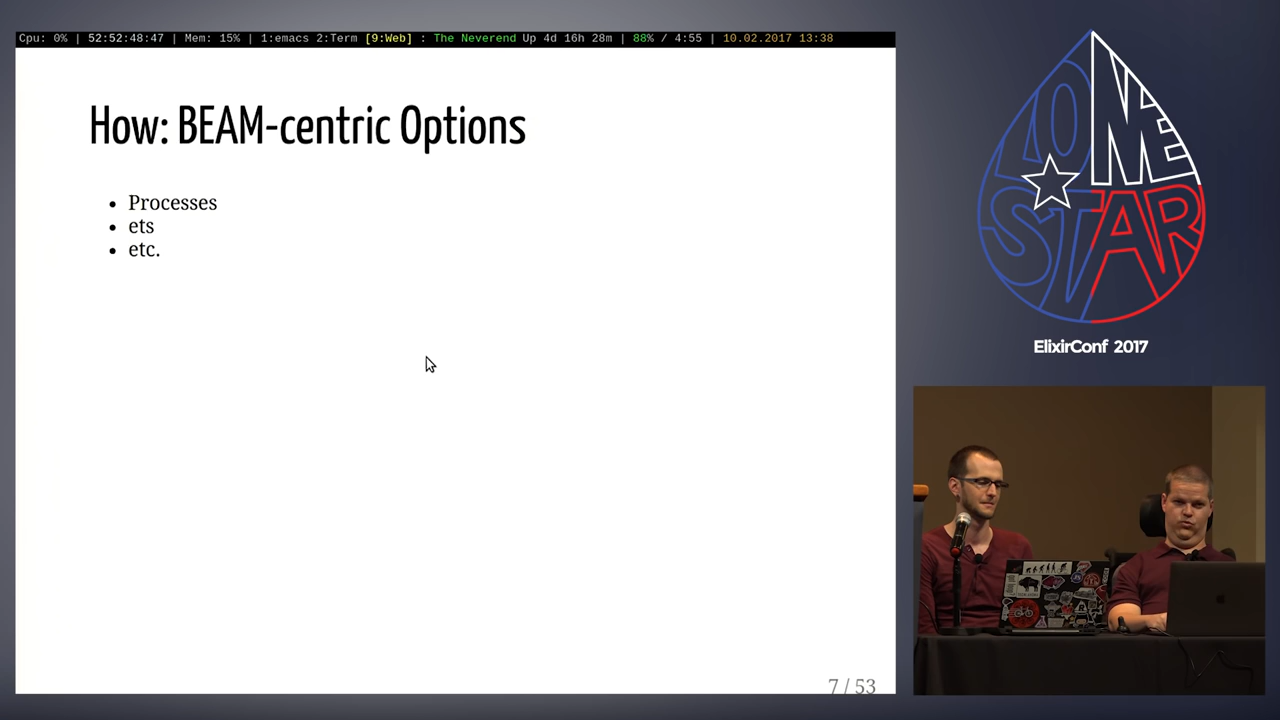 Cpu: 0% | 52:52:48:47 | Mem: 15% | 1:emacs 2:Term [9:Web] : The Neverend Up 4d 16h 28m | 88% / 4:55 | 10.02.2017 13:38
How: BEAM-centric Options
• Processes
• ets
• etc.
7 / 53
LONE
STAR
ElixirConf 2017